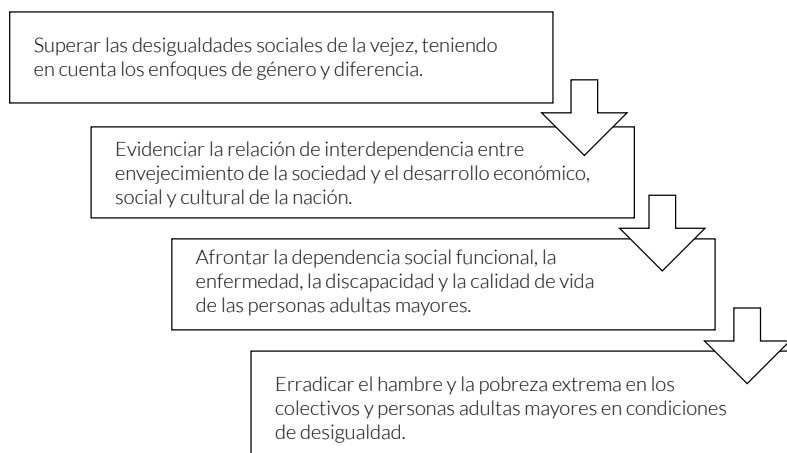 Superar las desigualdades sociales de la vejez, teniendo
en cuenta los enfoques de género y diferencia.
Evidenciar la relación de interdependencia entre
envejecimiento de la sociedad y el desarrollo económico,
social y cultural de la nación.
Afrontar la dependencia social funcional, la
enfermedad, la discapacidad y la calidad de vida
de las personas adultas mayores.
Erradicar el hambre y la pobreza extrema en los
colectivos y personas adultas mayores en condiciones
de desigualdad.